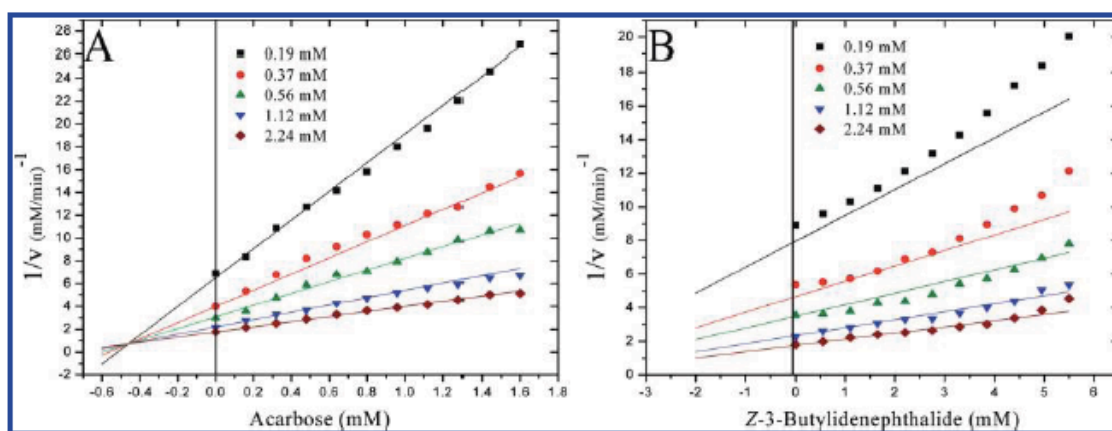 A
0.19 mM
0.37 mM
0.56 mM
1.12 mM
2.24 mM
28
26
24
22
20
18
16
14
12
10
8
6
4
2
0
-2
1/v (mM/min)⁻¹
-0.6 -0.4 -0.2 0.0 0.2 0.4 0.6 0.8 1.0 1.2 1.4 1.6 1.8
Acarbose (mM)
B
0.19 mM
0.37 mM
0.56 mM
1.12 mM
2.24 mM
20
18
16
14
12
10
8
6
4
2
0
1/v (mM/min)⁻¹
-3 -2 -1 0 1 2 3 4 5 6
Z-3-Butylidenephthalide (mM)